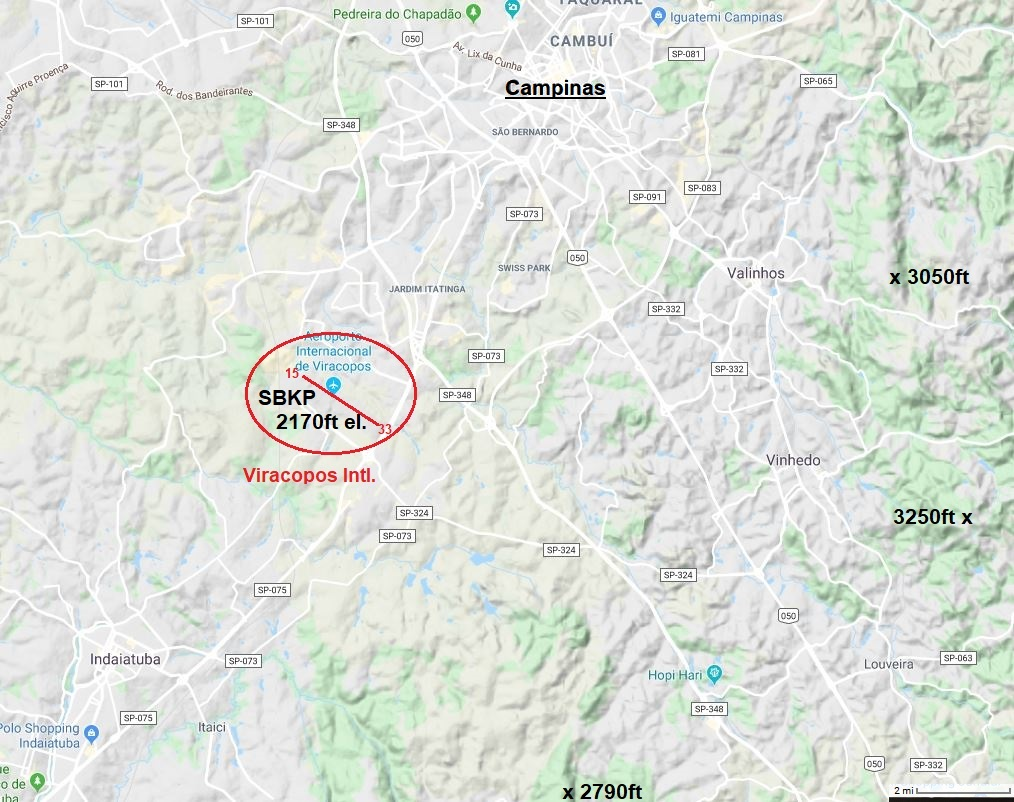 TAQUARAL
SP-101
Pedreira do Chapadão
Iguatemi Campinas
050
CAMBUÍ
Av. Lix da Cunha
SP-081
SP-101
Rod. dos Bandeirantes
Campinas
SP-065
SP-348
SÃO BERNARDO
SP-083
SP-091
SP-073
050
SWISS PARK
Valinhos
x 3050ft
JARDIM ITATINGA
SP-332
Aeroporto
Internacional
de Viracopos
SP-073
15
SP-332
SBKP
SP-348
2170ft el.
33
Vinhedo
Viracopos Intl.
SP-324
3250ft x
SP-073
SP-324
SP-324
SP-075
050
Indaiatuba
SP-073
SP-063
Louveira
Hopi Hari
SP-348
SP-075
Itaici
Polo Shopping
Indaiatuba
050
SP-332
x 2790ft
2 mi